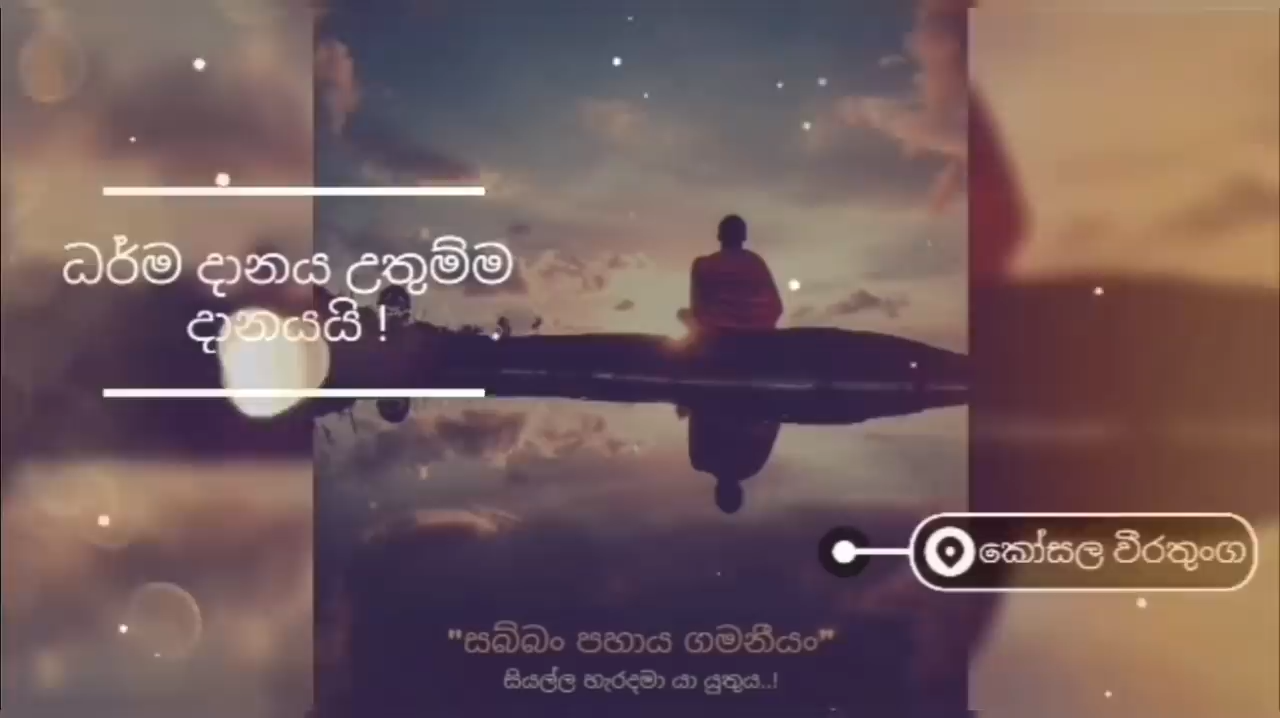 ධර්ම දානය උතුම්ම
දානයයි !
කෝසල වීරතුංග
"සබ්බං පහාය ගමනීයං"
සියල්ල හැරදමා යා යුතුය..!